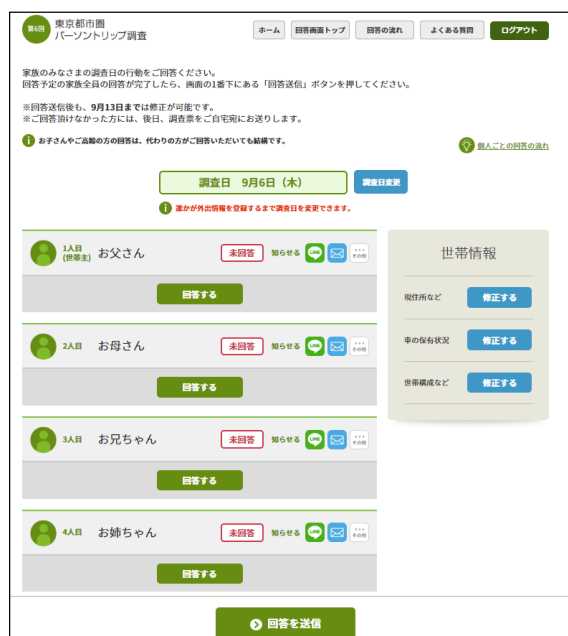 第6回
東京都市圏
パーソントリップ調査
ホーム
回答画面トップ
回答の流れ
よくある質問
ログアウト
家族のみなさまの調査日の行動をご回答ください。
回答予定の家族全員の回答が完了したら、画面の1番下にある「回答送信」ボタンを押してください。
※回答送信後も、9月13日までは修正が可能です。
※ご回答頂けなかった方には、後日、調査票をご自宅宛にお送りします。
お子さんやご高齢の方の回答は、代わりの方がご回答いただいても結構です。
個人ごとの回答の流れ
調査日 9月6日（木）
調査日変更
誰かが外出情報を登録するまで調査日を変更できます。
1人目
(世帯主)
お父さん
未回答
知らせる
LINE
その他
回答する
2人目
お母さん
未回答
知らせる
LINE
その他
回答する
3人目
お兄ちゃん
未回答
知らせる
LINE
その他
回答する
4人目
お姉ちゃん
未回答
知らせる
LINE
その他
回答する
世帯情報
現住所など
修正する
車の保有状況
修正する
世帯構成など
修正する
回答を送信